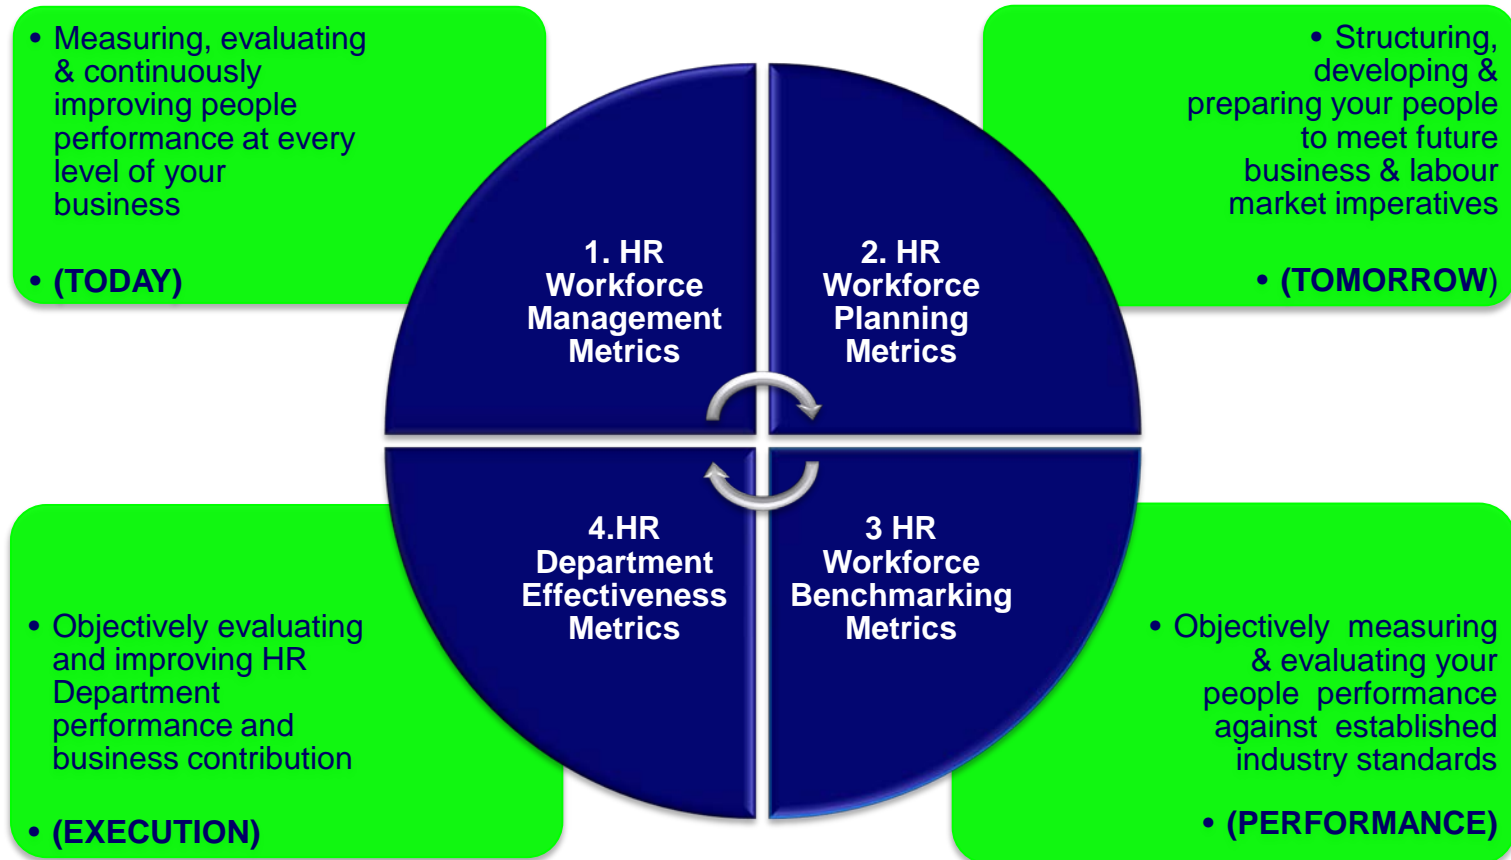 • Measuring, evaluating
& continuously
improving people
performance at every
level of your
business
• (TODAY)
• Structuring,
developing &
preparing your people
to meet future
business & labour
market imperatives
• (TOMORROW)
1. HR
Workforce
Management
Metrics
2. HR
Workforce
Planning
Metrics
4.HR
Department
Effectiveness
Metrics
3 HR
Workforce
Benchmarking
Metrics
• Objectively evaluating
and improving HR
Department
performance and
business contribution
• (EXECUTION)
• Objectively measuring
& evaluating your
people performance
against established
industry standards
• (PERFORMANCE)